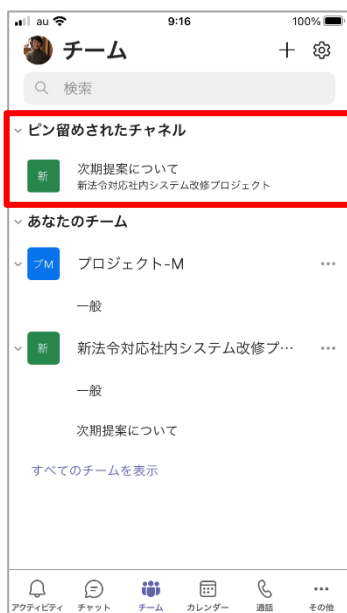 au 9:16 100%
チーム
検索
ピン留めされたチャネル
新 次期提案について
新法令対応社内システム改修プロジェクト
あなたのチーム
プM プロジェクト-M
一般
新 新法令対応社内システム改修プ…
一般
次期提案について
すべてのチームを表示
アクティビティ チャット チーム カレンダー 通話 その他